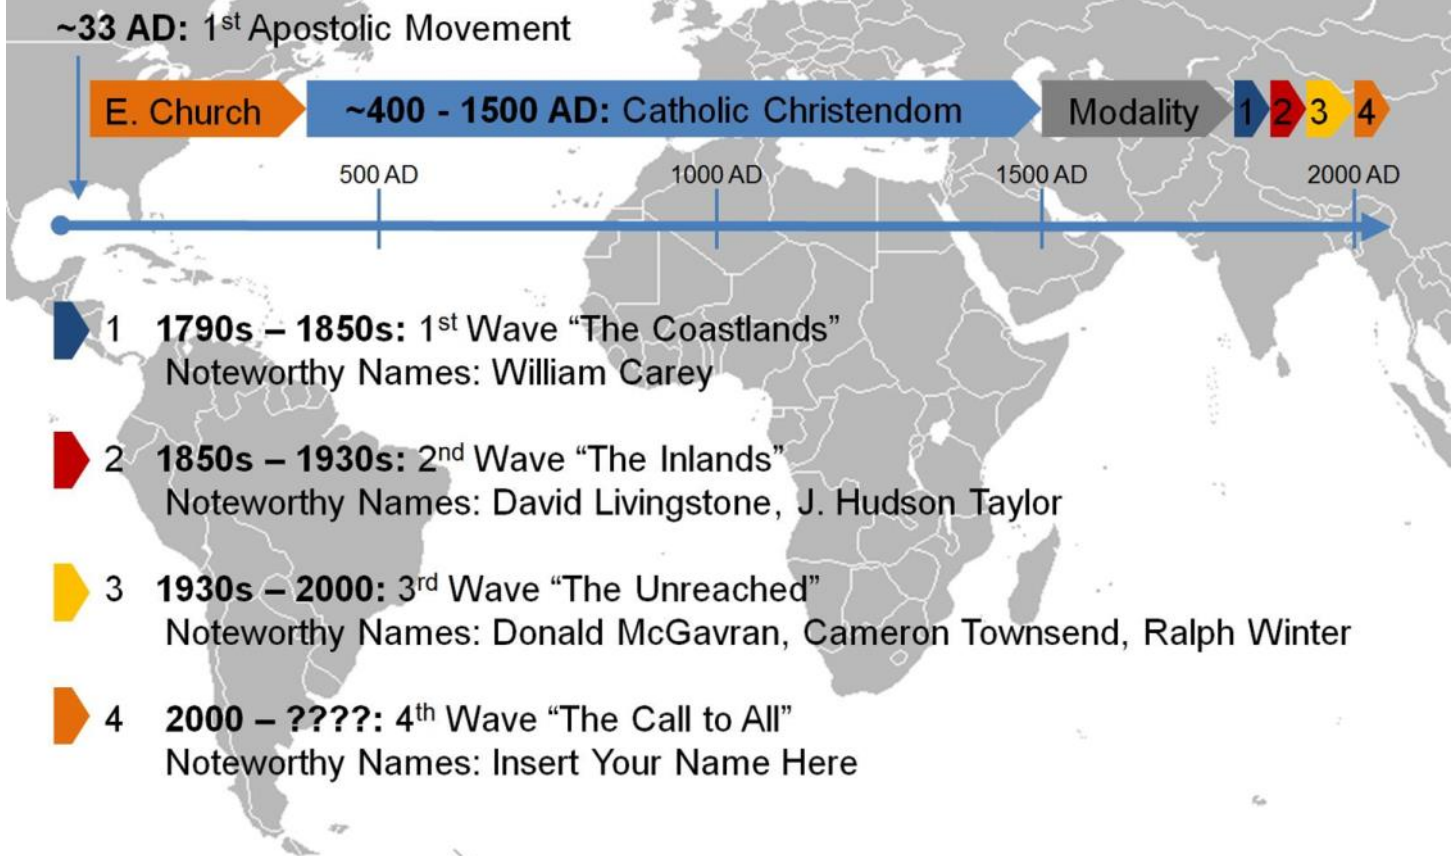 ~33 AD: 1st Apostolic Movement
E. Church
~400 - 1500 AD: Catholic Christendom
Modality
1
2
3
4
500 AD
1000 AD
1500 AD
2000 AD
1 1790s – 1850s: 1st Wave “The Coastlands”
Noteworthy Names: William Carey
2 1850s – 1930s: 2nd Wave “The Inlands”
Noteworthy Names: David Livingstone, J. Hudson Taylor
3 1930s – 2000: 3rd Wave “The Unreached”
Noteworthy Names: Donald McGavran, Cameron Townsend, Ralph Winter
4 2000 – ????: 4th Wave “The Call to All”
Noteworthy Names: Insert Your Name Here